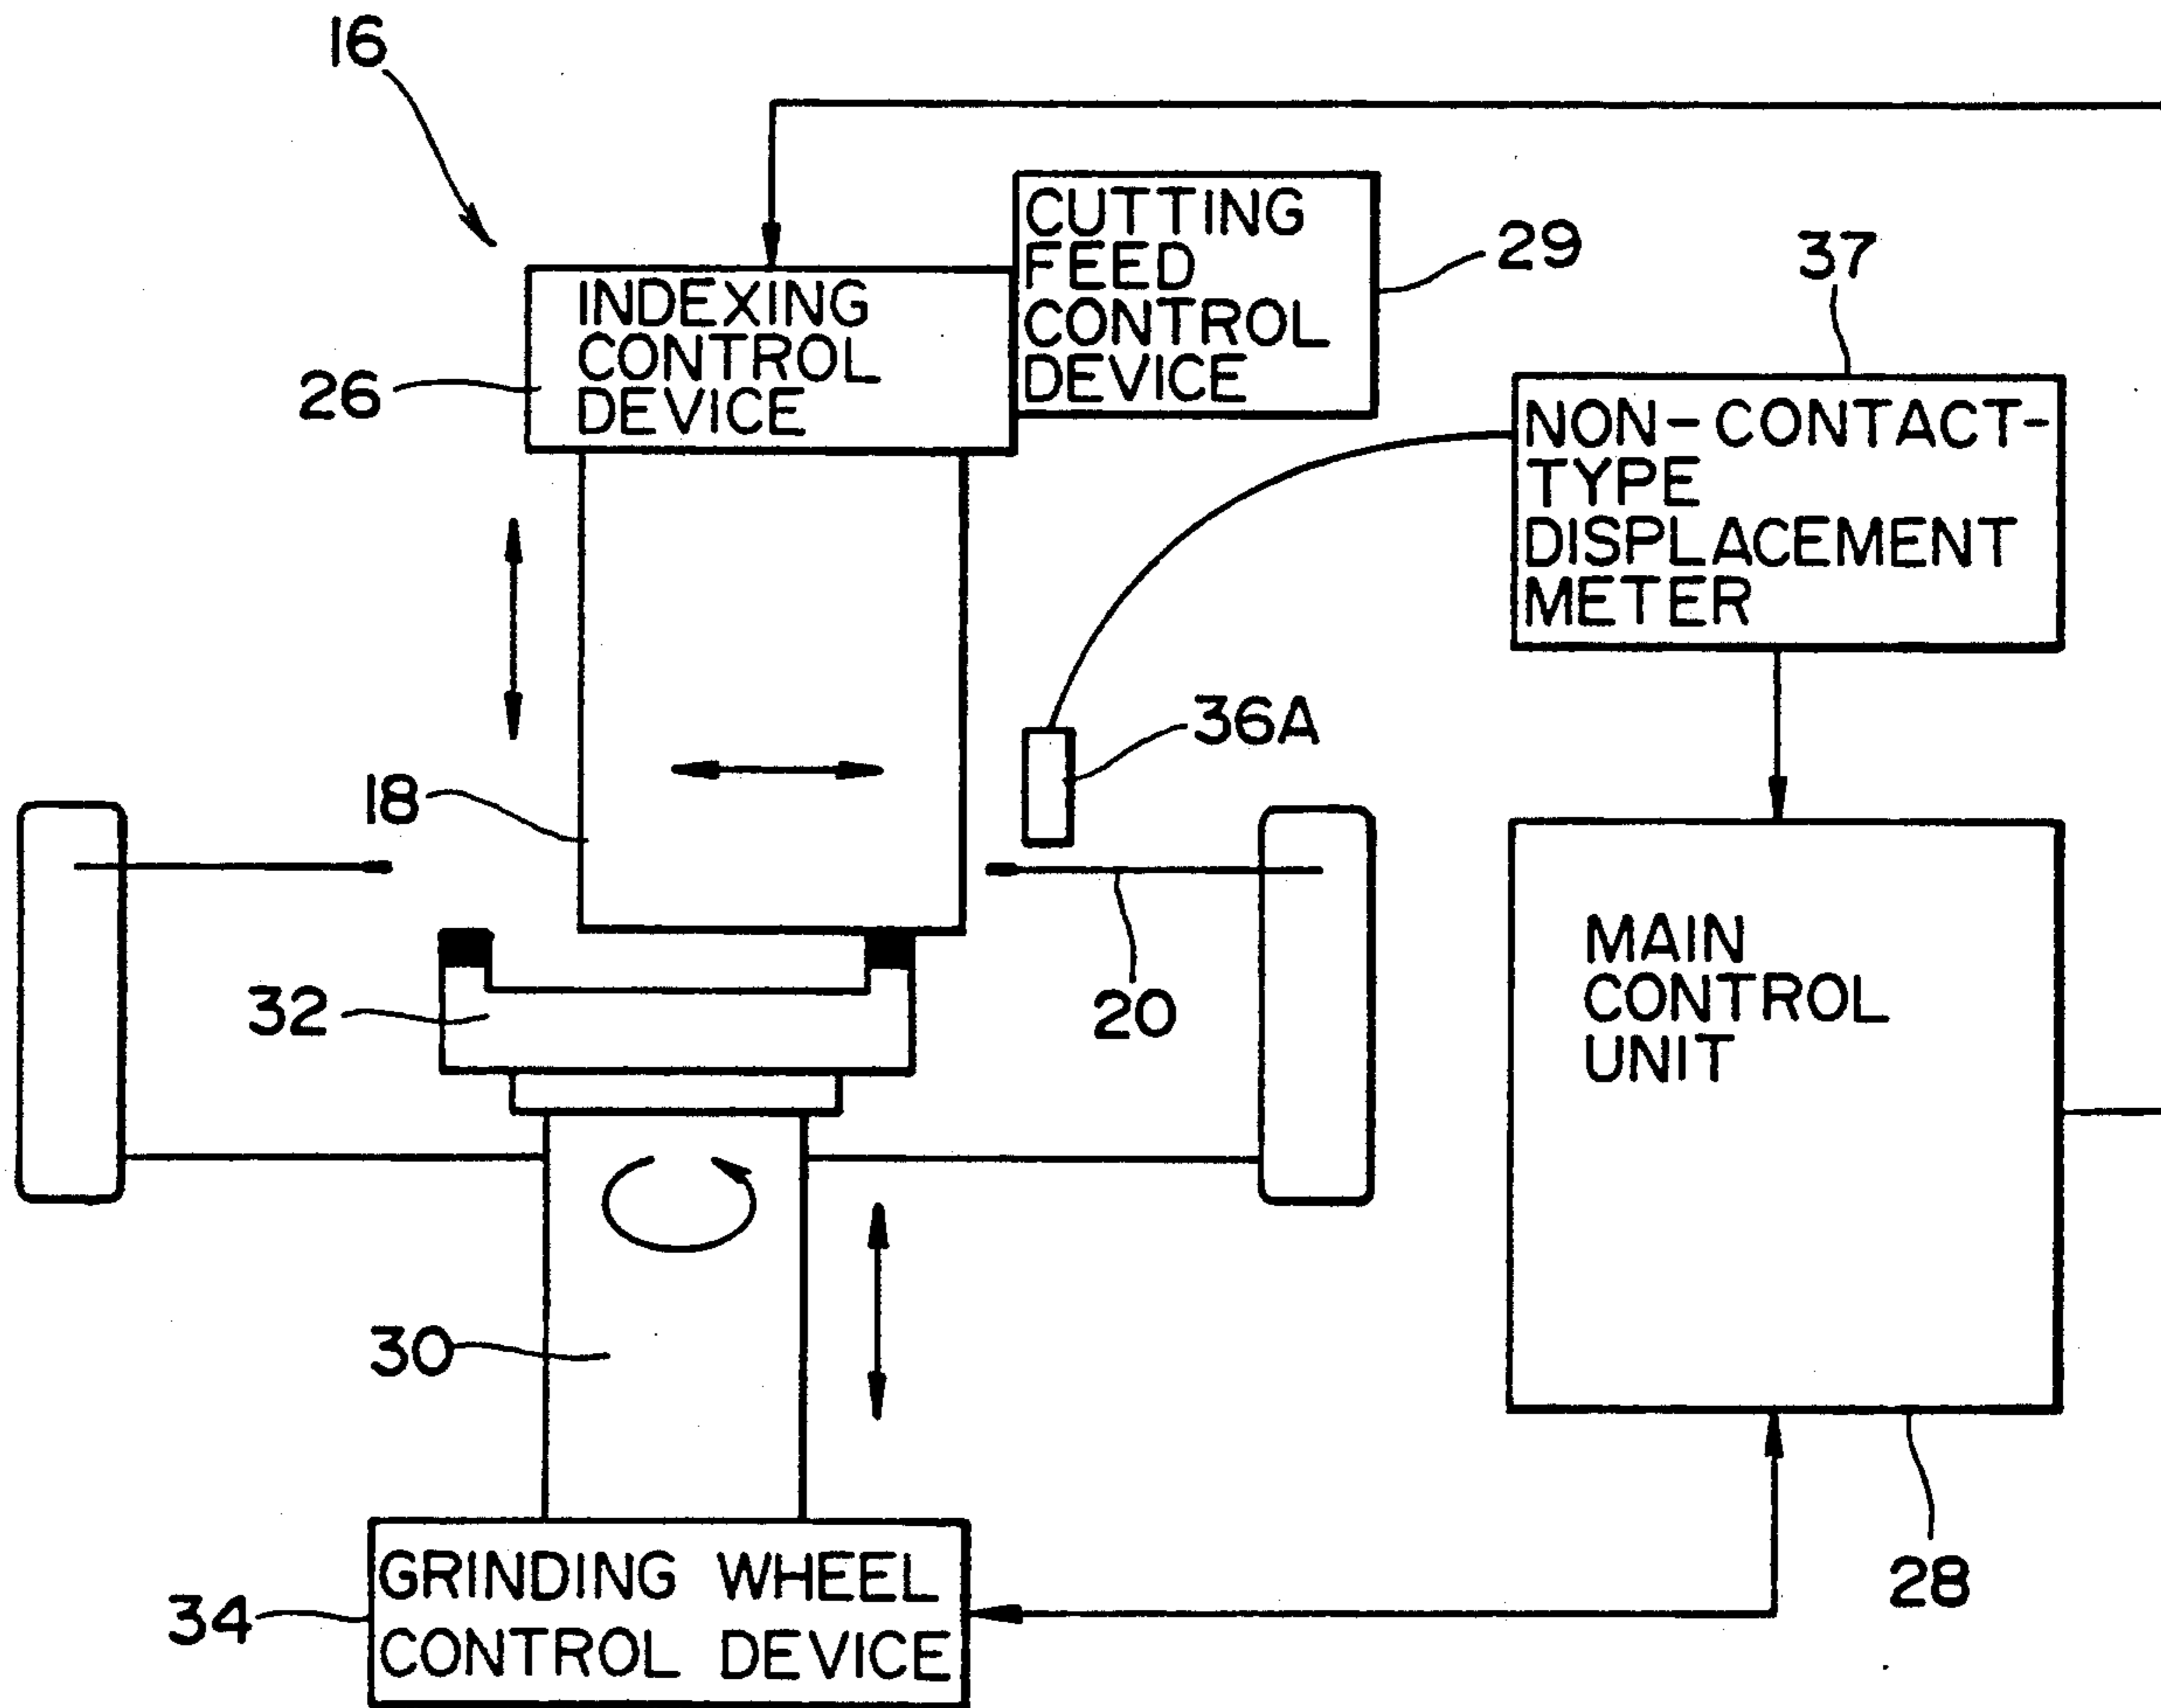 16
CUTTING
FEED
CONTROL
DEVICE
29
37
INDEXING
CONTROL
DEVICE
26
NON-CONTACT-
TYPE
DISPLACEMENT
METER
36A
18
MAIN
CONTROL
UNIT
32
20
30
28
GRINDING WHEEL
CONTROL DEVICE
34